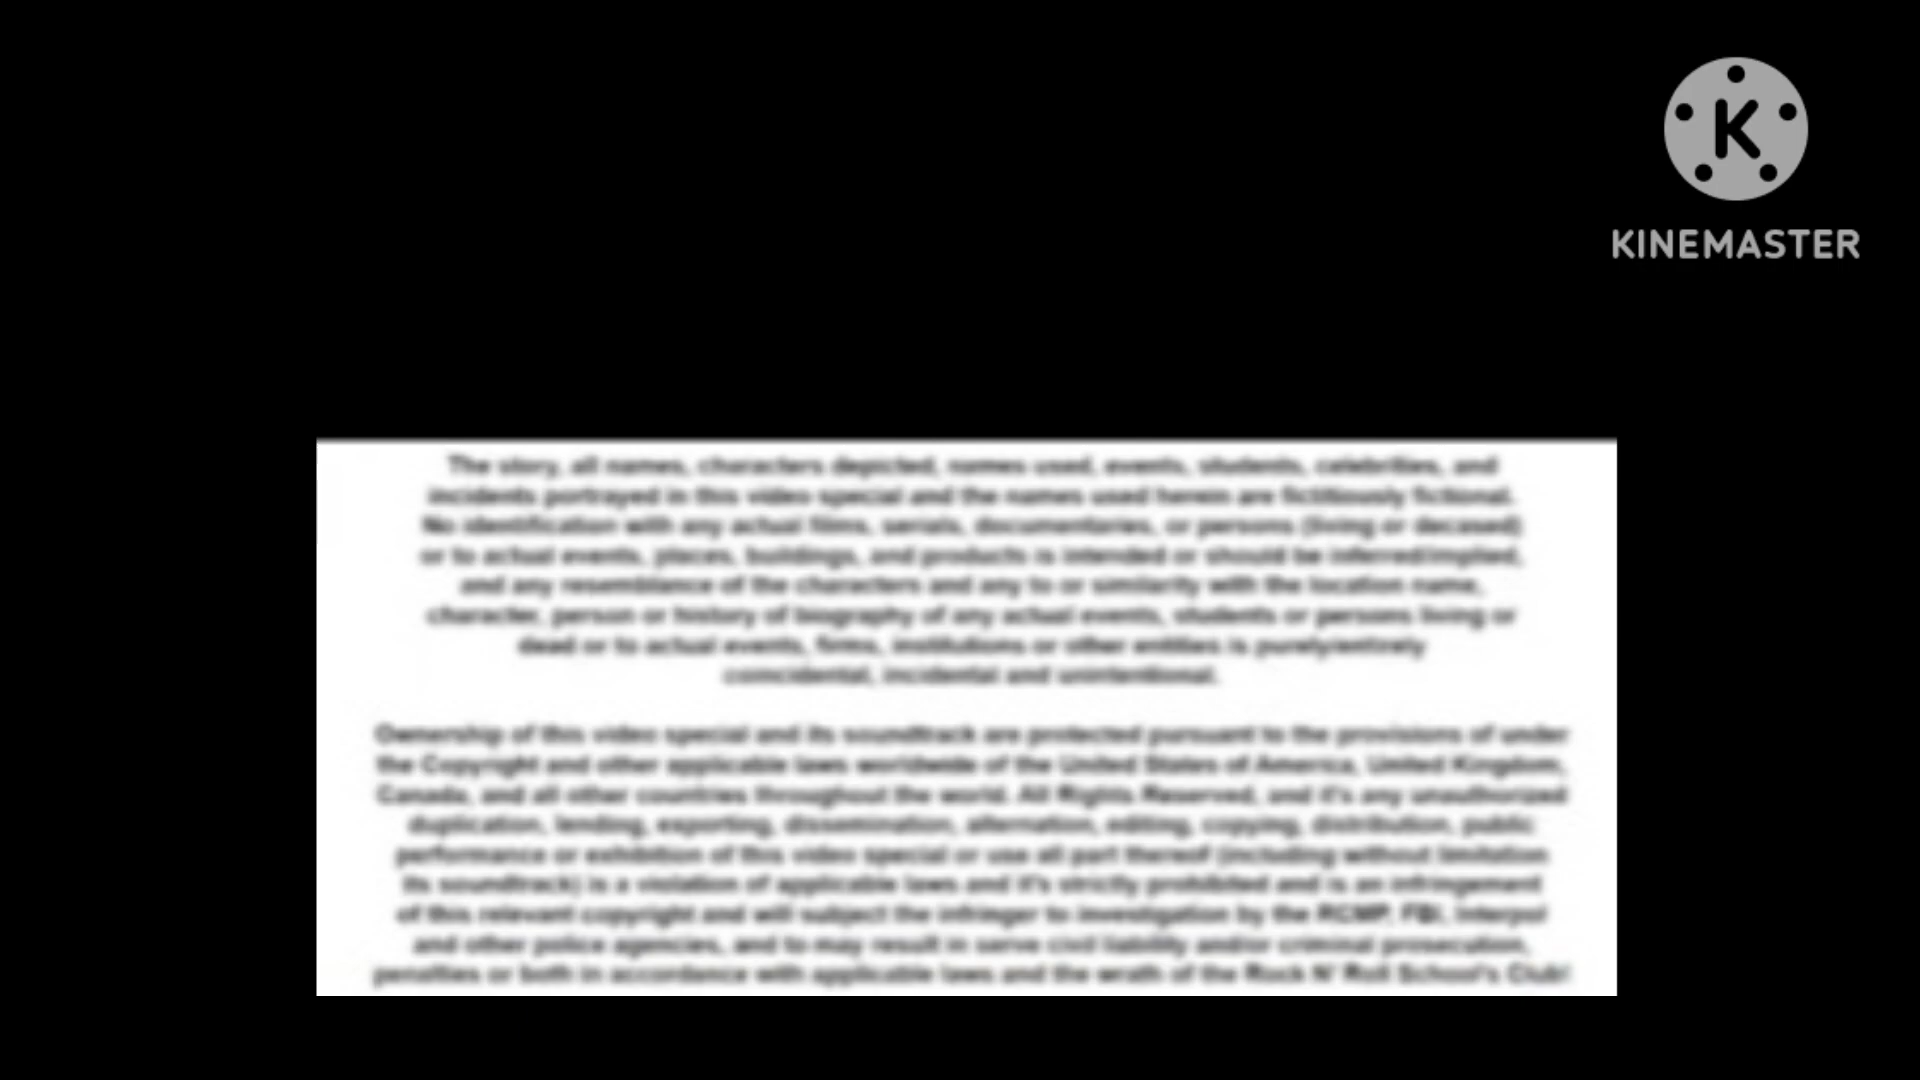 KINEMASTER
The story, all names, characters depicted, names used, events, students, celebrities, and
incidents portrayed in this video special and the names used herein are fictitiously fictional.
No identification with any actual films, serials, documentaries, or persons (living or decased)
or to actual events, places, buildings, and products is intended or should be inferred/implied,
and any resemblance of the characters and any to or similarity with the location name,
character, person or history of biography of any actual events, students or persons living or
dead or to actual events, firms, institutions or other entities is purely/entirely
coincidental, incidental and unintentional.
Ownership of this video special and its soundtrack are protected pursuant to the provisions of under
the Copyright and other applicable laws worldwide of the United States of America, United Kingdom,
Canada, and all other countries throughout the world. All Rights Reserved, and it's any unauthorized
duplication, lending, exporting, dissemination, alternation, editing, copying, distribution, public
performance or exhibition of this video special or use all part thereof (including without limitation
its soundtrack) is a violation of applicable laws and it's strictly prohibited and is an infringement
of this relevant copyright and will subject the infringer to investigation by the RCMP, FBI, Interpol
and other police agencies, and to may result in serve civil liability and/or criminal prosecution,
penalties or both in accordance with applicable laws and the wrath of the Rock N' Roll School's Club!